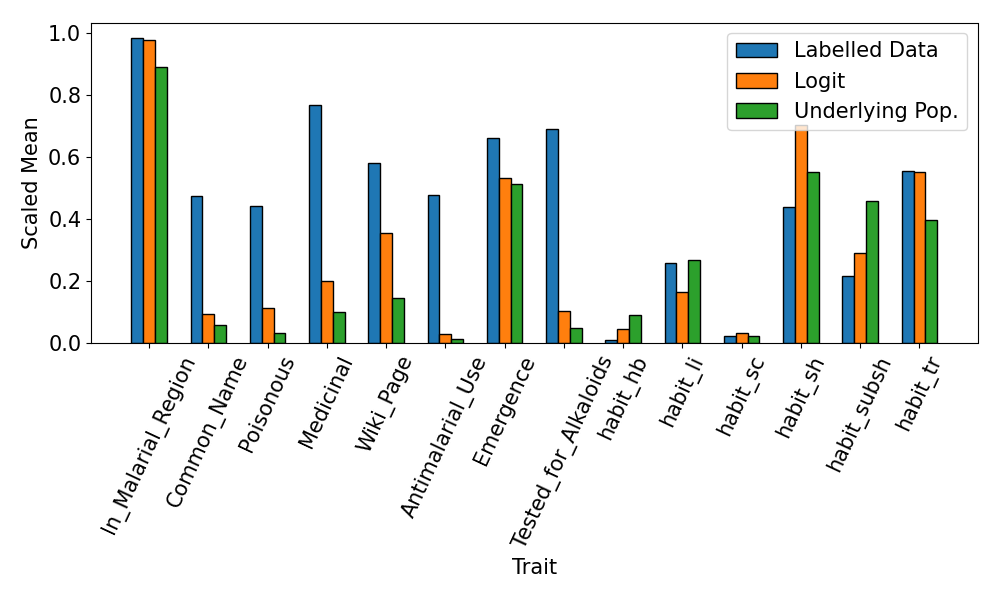 1.0
0.8
0.6
0.4
0.2
0.0
Scaled Mean
Labelled Data
Logit
Underlying Pop.
In_Malarial_Region
Common_Name
Poisonous
Medicinal
Wiki_Page
Antimalarial_Use
Emergence
Tested_for_Alkaloids
habit_hb
habit_li
habit_sc
habit_sh
habit_subsh
habit_tr
Trait